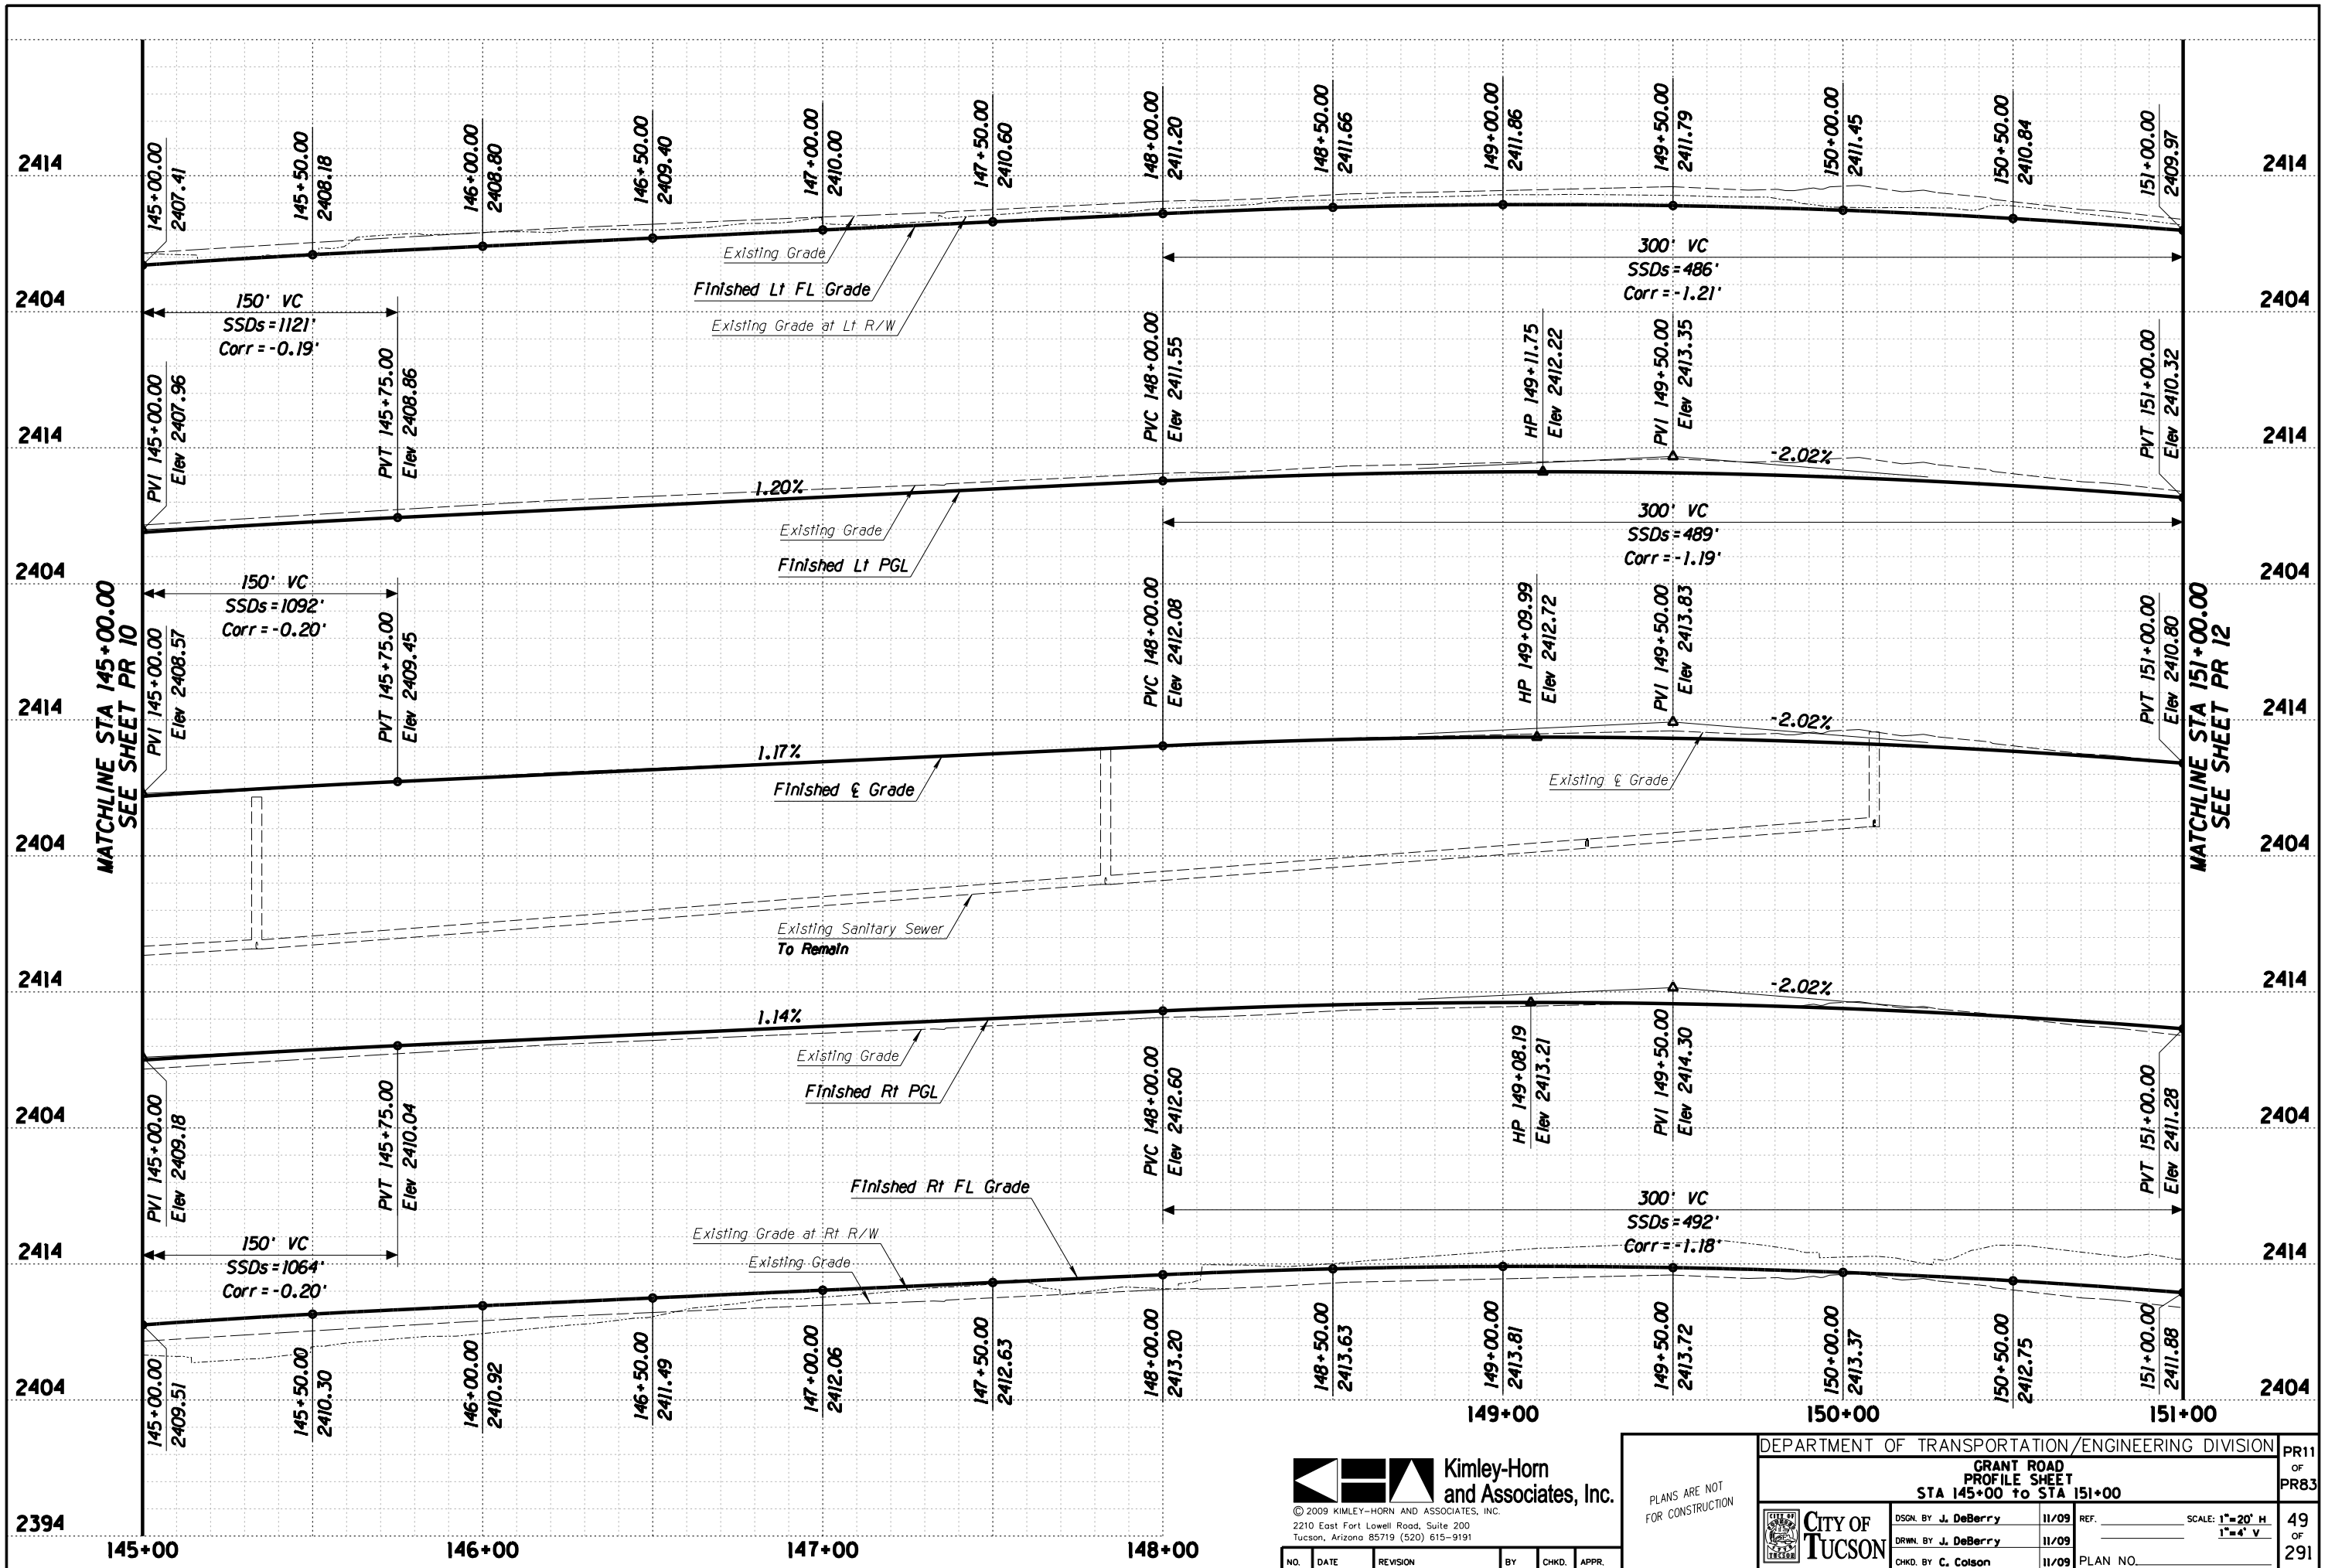 145+00.00
2407.41
145+50.00
2408.18
146+00.00
2408.80
146+50.00
2409.40
147+00.00
2410.00
147+50.00
2410.60
148+00.00
2411.20
148+50.00
2411.66
149+00.00
2411.86
149+50.00
2411.79
150+00.00
2411.45
150+50.00
2410.84
151+00.00
2409.97
2414
2414
Existing Grade
Finished Lt FL Grade
Existing Grade at Lt R/W
300' VC
SSDs=486'
Corr=-1.21'
2404
2404
150' VC
SSDs=1121'
Corr=-0.19'
PVI 145+00.00
Elev 2407.96
PVT 145+75.00
Elev 2408.86
PVC 148+00.00
Elev 2411.55
HP 149+11.75
Elev 2412.22
PVI 149+50.00
Elev 2413.35
PVT 151+00.00
Elev 2410.32
2414
2414
1.20%
-2.02%
Existing Grade
Finished Lt PGL
300' VC
SSDs=489'
Corr=-1.19'
2404
2404
150' VC
SSDs=1092'
Corr=-0.20'
MATCHLINE STA 145+00.00
SEE SHEET PR 10
PVI 145+00.00
Elev 2408.57
PVT 145+75.00
Elev 2409.45
PVC 148+00.00
Elev 2412.08
HP 149+09.99
Elev 2412.72
PVI 149+50.00
Elev 2413.83
PVT 151+00.00
Elev 2410.80
MATCHLINE STA 151+00.00
SEE SHEET PR 12
2414
2414
1.17%
-2.02%
Finished ℄ Grade
Existing ℄ Grade
2404
2404
Existing Sanitary Sewer
To Remain
2414
2414
1.14%
-2.02%
Existing Grade
Finished Rt PGL
PVI 145+00.00
Elev 2409.18
PVT 145+75.00
Elev 2410.04
PVC 148+00.00
Elev 2412.60
HP 149+08.19
Elev 2413.21
PVI 149+50.00
Elev 2414.30
PVT 151+00.00
Elev 2411.28
2404
2404
Finished Rt FL Grade
Existing Grade at Rt R/W
Existing Grade
300' VC
SSDs=492'
Corr=-1.18'
2414
2414
150' VC
SSDs=1064'
Corr=-0.20'
145+00.00
2409.51
145+50.00
2410.30
146+00.00
2410.92
146+50.00
2411.49
147+00.00
2412.06
147+50.00
2412.63
148+00.00
2413.20
148+50.00
2413.63
149+00.00
2413.81
149+50.00
2413.72
150+00.00
2413.37
150+50.00
2412.75
151+00.00
2411.88
2404
2404
149+00
150+00
151+00
2394
145+00
146+00
147+00
148+00
Kimley-Horn
and Associates, Inc.
© 2009 KIMLEY-HORN AND ASSOCIATES, INC.
2210 East Fort Lowell Road, Suite 200
Tucson, Arizona 85719 (520) 615-9191
NO. DATE REVISION BY CHKD. APPR.
PLANS ARE NOT
FOR CONSTRUCTION
DEPARTMENT OF TRANSPORTATION/ENGINEERING DIVISION
GRANT ROAD
PROFILE SHEET
STA 145+00 to STA 151+00
PR11
OF
PR83
CITY OF
TUCSON
CITY OF
TUCSON
DSGN. BY J. DeBerry 11/09
DRWN. BY J. DeBerry 11/09
CHKD. BY C. Colson 11/09
REF.
SCALE: 1"=20' H
1"=4' V
PLAN NO.
49
OF
291